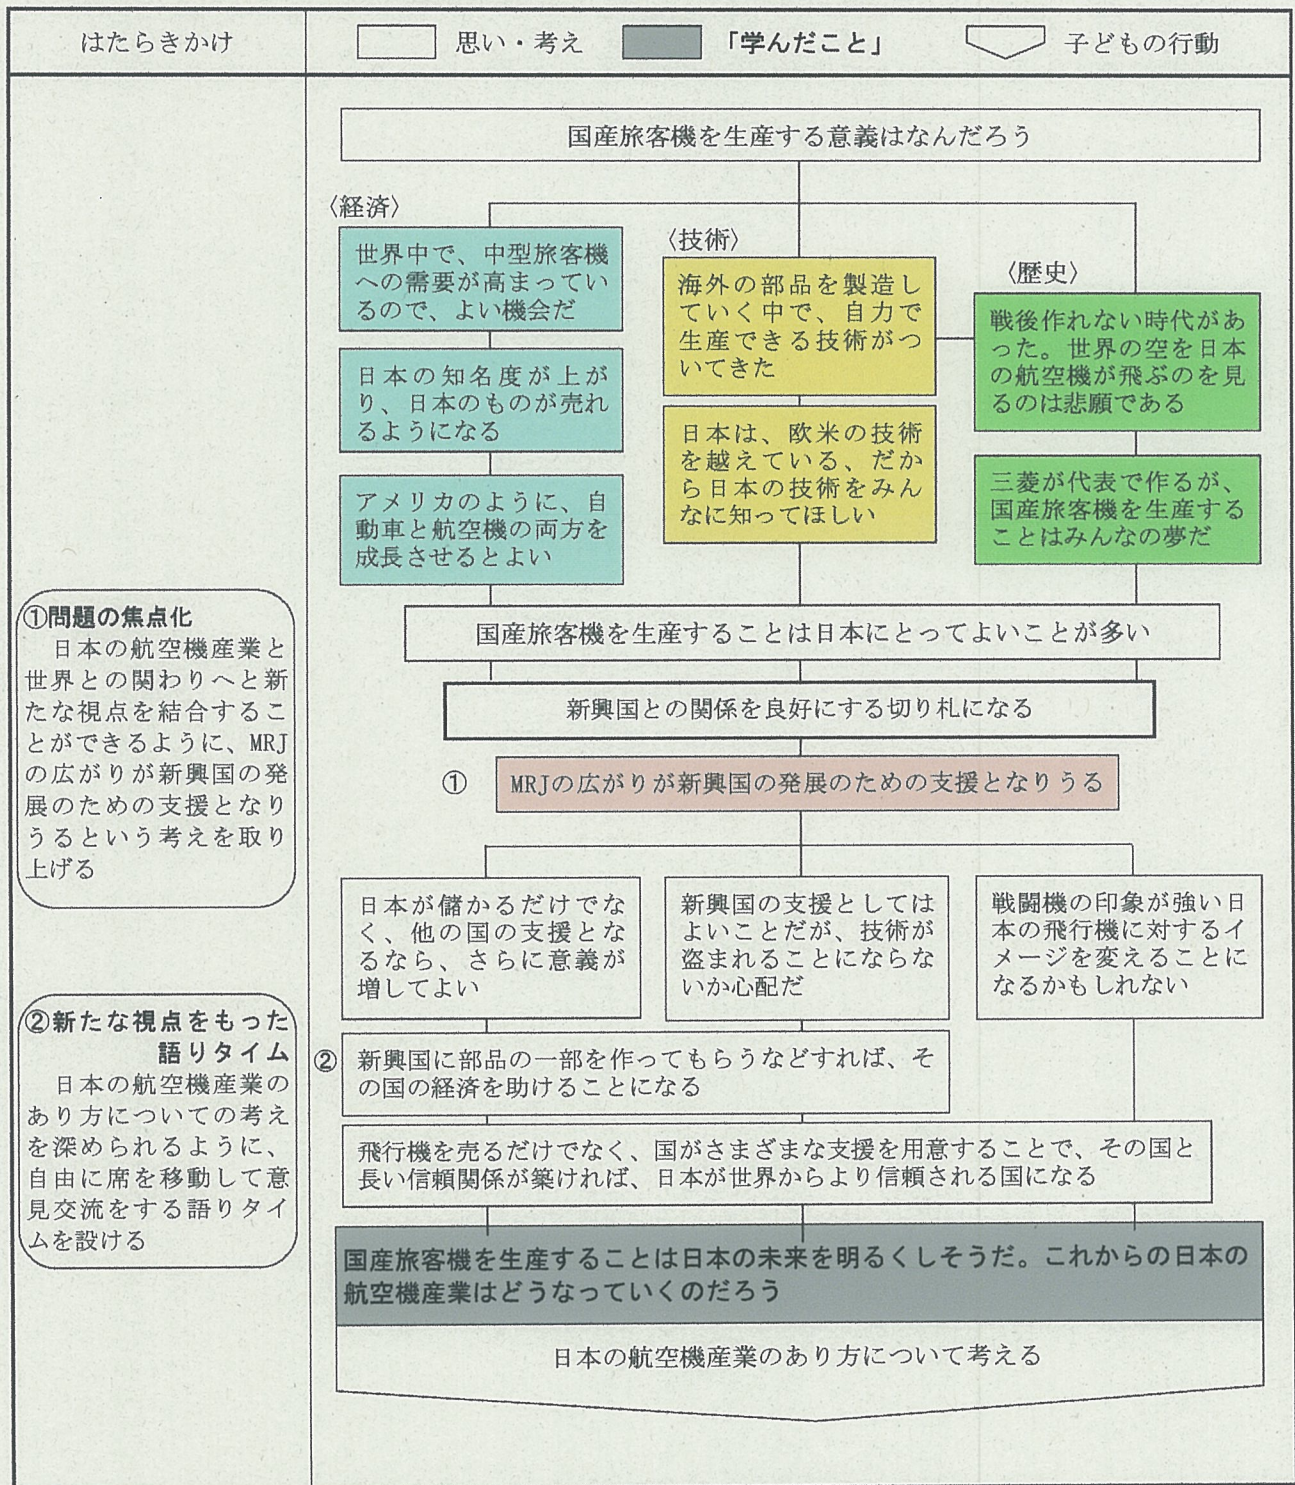 はたらきかけ
思い・考え
「学んだこと」
子どもの行動
国産旅客機を生産する意義はなんだろう
〈経済〉
世界中で、中型旅客機
への需要が高まってい
るので、よい機会だ
日本の知名度が上が
り、日本のものが売れ
るようになる
アメリカのように、自
動車と航空機の両方を
成長させるとよい
〈技術〉
海外の部品を製造し
ていく中で、自力で
生産できる技術がつ
いてきた
日本は、欧米の技術
を越えている、だか
ら日本の技術をみん
なに知ってほしい
〈歴史〉
戦後作れない時代があ
った。世界の空を日本
の航空機が飛ぶのを見
るのは悲願である
三菱が代表で作るが、
国産旅客機を生産する
ことはみんなの夢だ
国産旅客機を生産することは日本にとってよいことが多い
新興国との関係を良好にする切り札になる
①問題の焦点化
日本の航空機産業と
世界との関わりへと新
たな視点を結合するこ
とができるように、MRJ
の広がりが新興国の発
展のための支援となり
うるという考えを取り
上げる
①
MRJの広がりが新興国の発展のための支援となりうる
日本が儲かるだけでな
く、他の国の支援とな
るなら、さらに意義が
増してよい
新興国の支援としては
よいことだが、技術が
盗まれることにならな
いか心配だ
戦闘機の印象が強い日
本の飛行機に対するイ
メージを変えることに
なるかもしれない
②新たな視点をもった
語りタイム
日本の航空機産業の
あり方についての考え
を深められるように、
自由に席を移動して意
見交流をする語りタイ
ムを設ける
②
新興国に部品の一部を作ってもらうなどすれば、そ
の国の経済を助けることになる
飛行機を売るだけでなく、国がさまざまな支援を用意することで、その国と
長い信頼関係が築ければ、日本が世界からより信頼される国になる
国産旅客機を生産することは日本の未来を明るくしそうだ。これからの日本の
航空機産業はどうなっていくのだろう
日本の航空機産業のあり方について考える